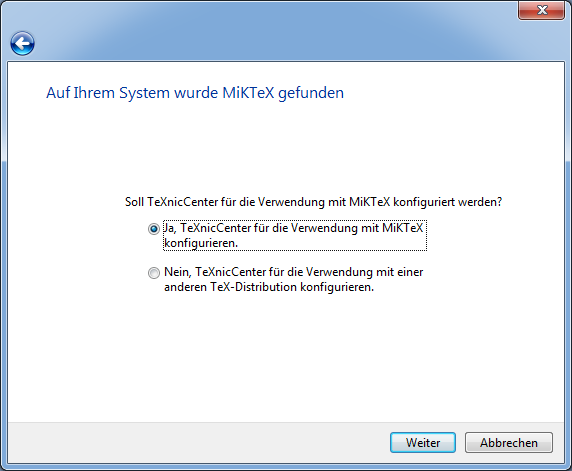 Auf Ihrem System wurde MiKTeX gefunden
Soll TeXnicCenter für die Verwendung mit MiKTeX konfiguriert werden?
Ja, TeXnicCenter für die Verwendung mit MiKTeX
konfigurieren.
Nein, TeXnicCenter für die Verwendung mit einer
anderen TeX-Distribution konfigurieren.
Weiter
Abbrechen